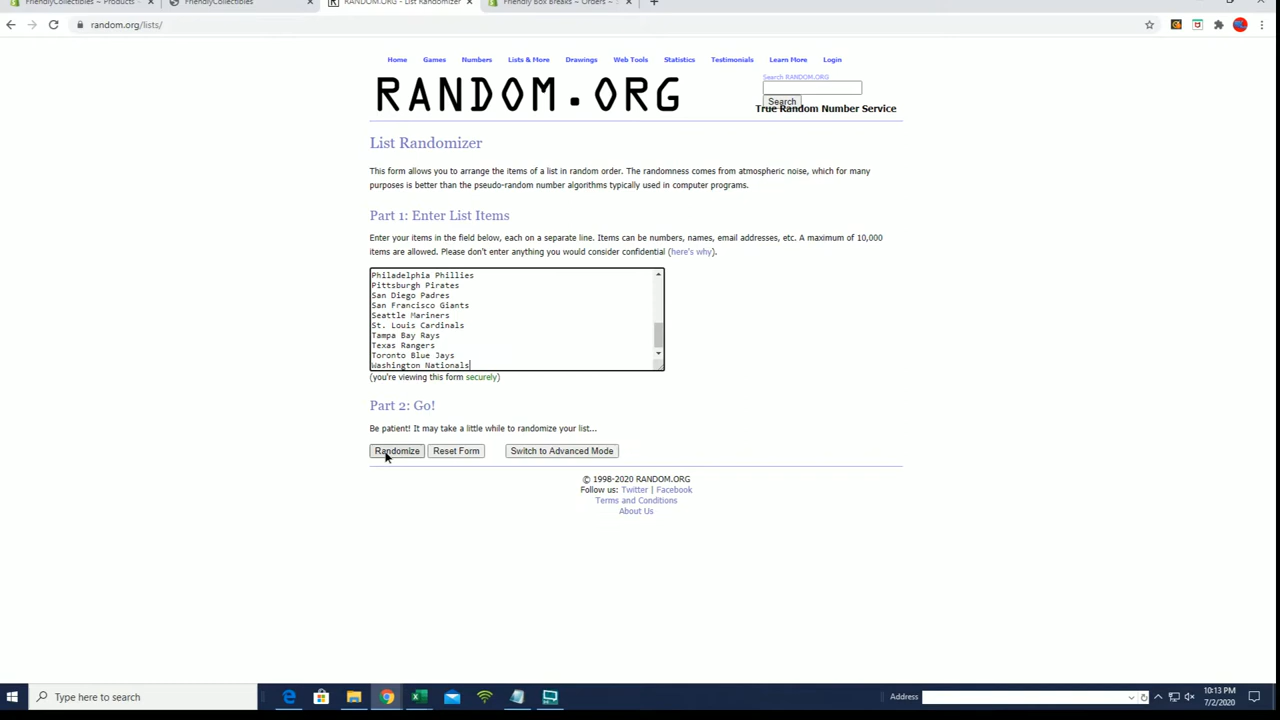 FriendlyCollectibles ~ Products
FriendlyCollectibles
RANDOM.ORG - List Randomizer
Friendly Box Breaks ~ Orders ~
random.org/lists/
Home Games Numbers Lists & More Drawings Web Tools Statistics Testimonials Learn More Login
RANDOM.ORG
Search RANDOM.ORG
Search
True Random Number Service
List Randomizer
This form allows you to arrange the items of a list in random order. The randomness comes from atmospheric noise, which for many
purposes is better than the pseudo-random number algorithms typically used in computer programs.
Part 1: Enter List Items
Enter your items in the field below, each on a separate line. Items can be numbers, names, email addresses, etc. A maximum of 10,000
items are allowed. Please don't enter anything you would consider confidential (here's why).
Philadelphia Phillies
Pittsburgh Pirates
San Diego Padres
San Francisco Giants
Seattle Mariners
St. Louis Cardinals
Tampa Bay Rays
Texas Rangers
Toronto Blue Jays
Washington Nationals
(you're viewing this form securely)
Part 2: Go!
Be patient! It may take a little while to randomize your list...
Randomize Reset Form Switch to Advanced Mode
© 1998-2020 RANDOM.ORG
Follow us: Twitter | Facebook
Terms and Conditions
About Us
Type here to search
Address
10:13 PM
7/2/2020